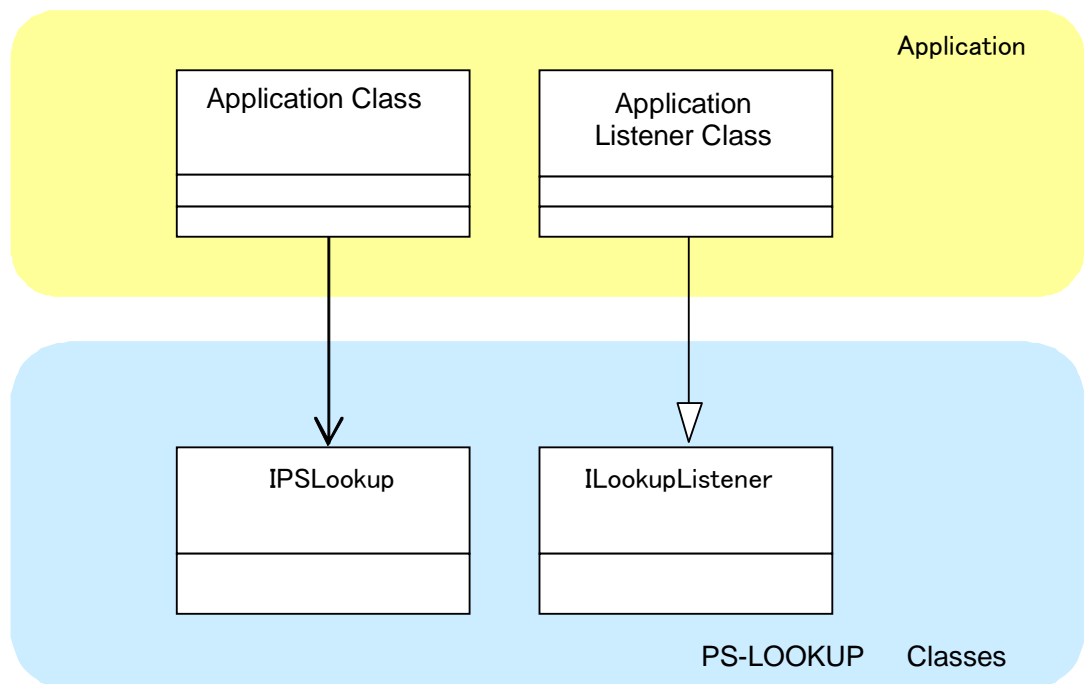 Application
Application Class
Application
Listener Class
IPSLookup
ILookupListener
PS-LOOKUP Classes